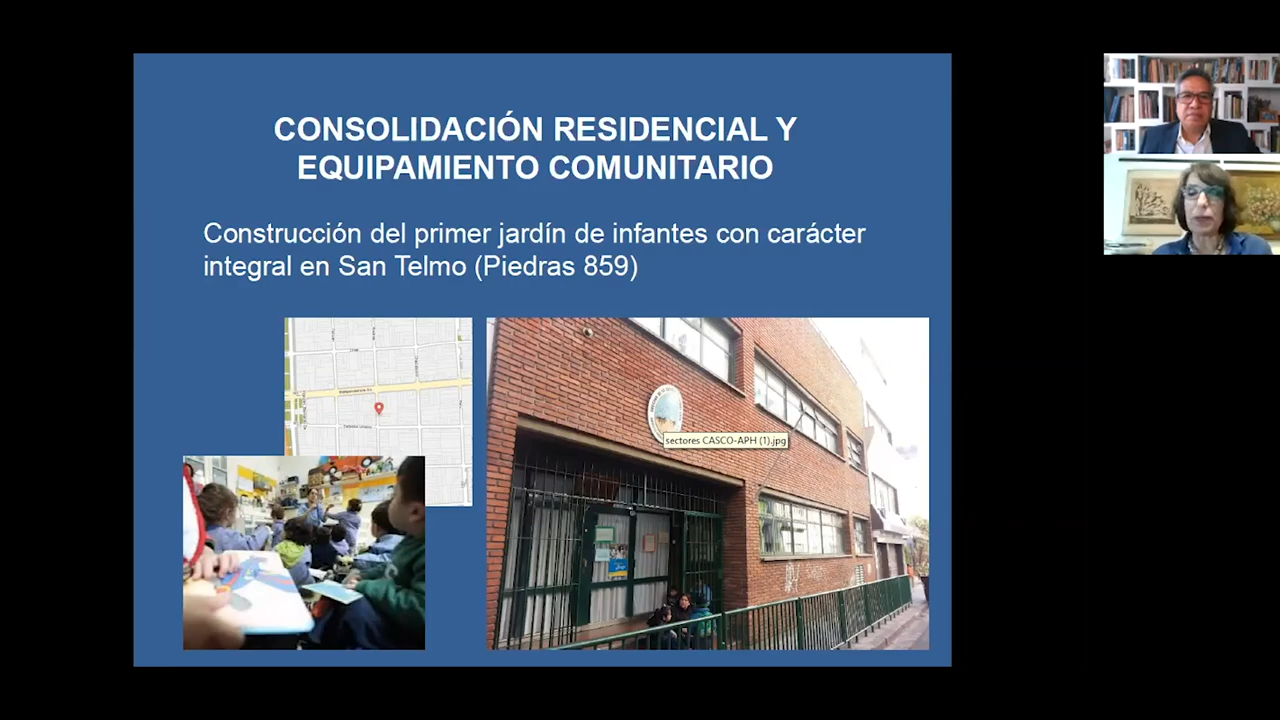 CONSOLIDACIÓN RESIDENCIAL Y
EQUIPAMIENTO COMUNITARIO
Construcción del primer jardín de infantes con carácter
integral en San Telmo (Piedras 859)
sectores CASCO-APH (1).jpg